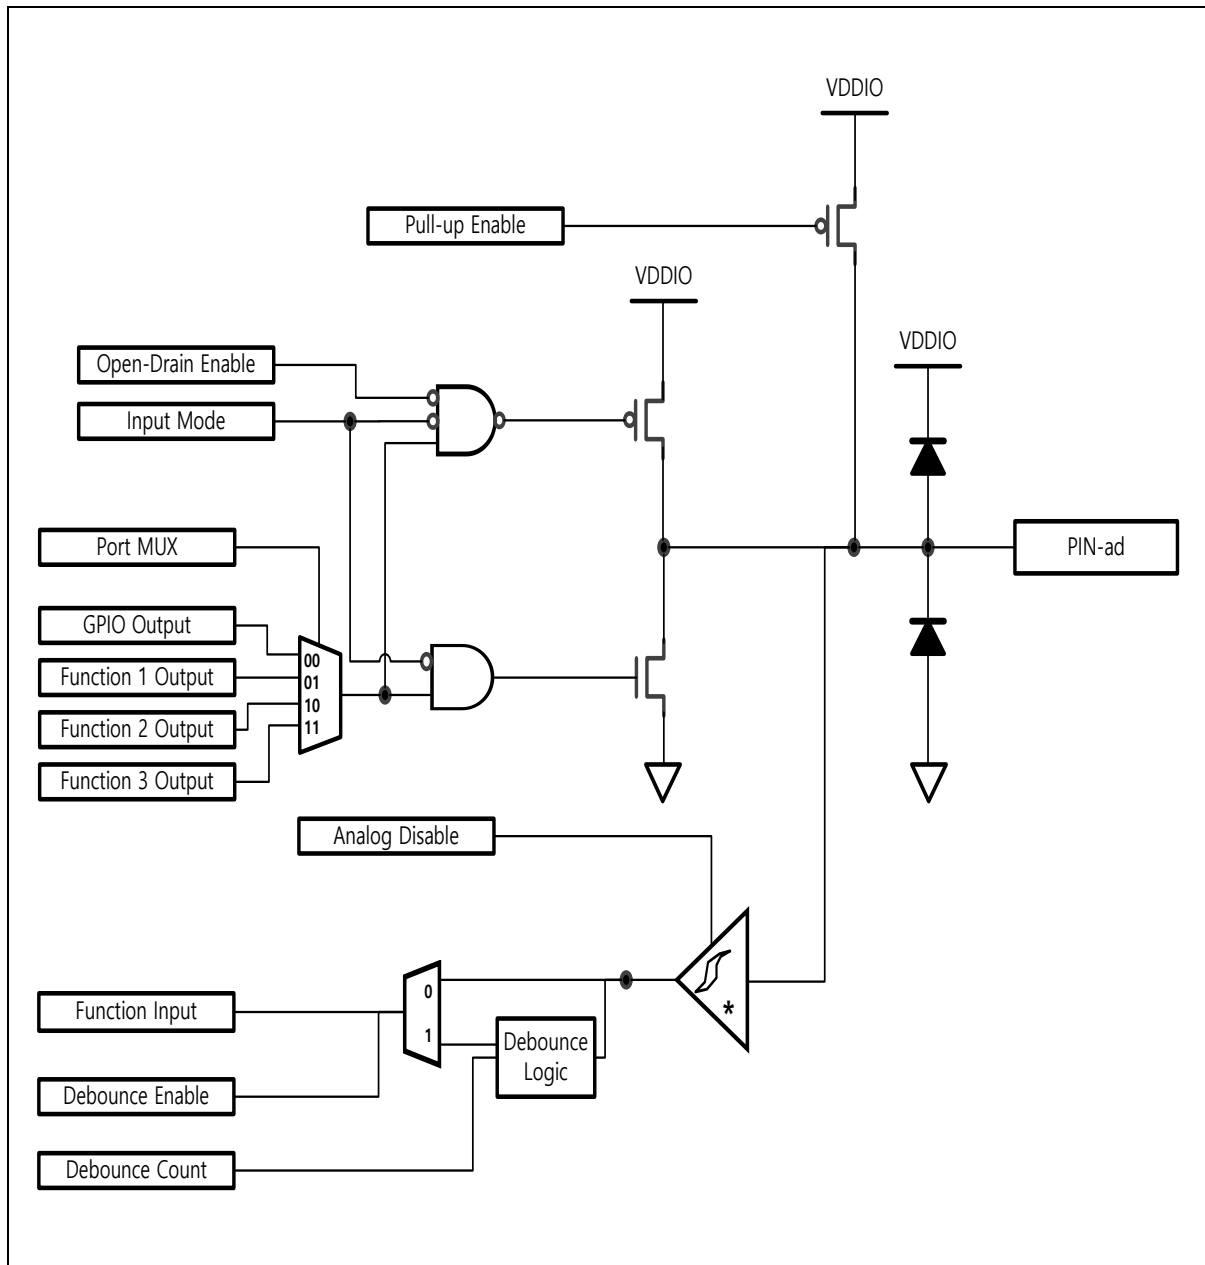 VDDIO
Pull-up Enable
VDDIO
VDDIO
Open-Drain Enable
Input Mode
Port MUX
PIN-ad
GPIO Output
Function 1 Output
Function 2 Output
Function 3 Output
00
01
10
11
Analog Disable
*
Function Input
0
1
Debounce
Logic
Debounce Enable
Debounce Count